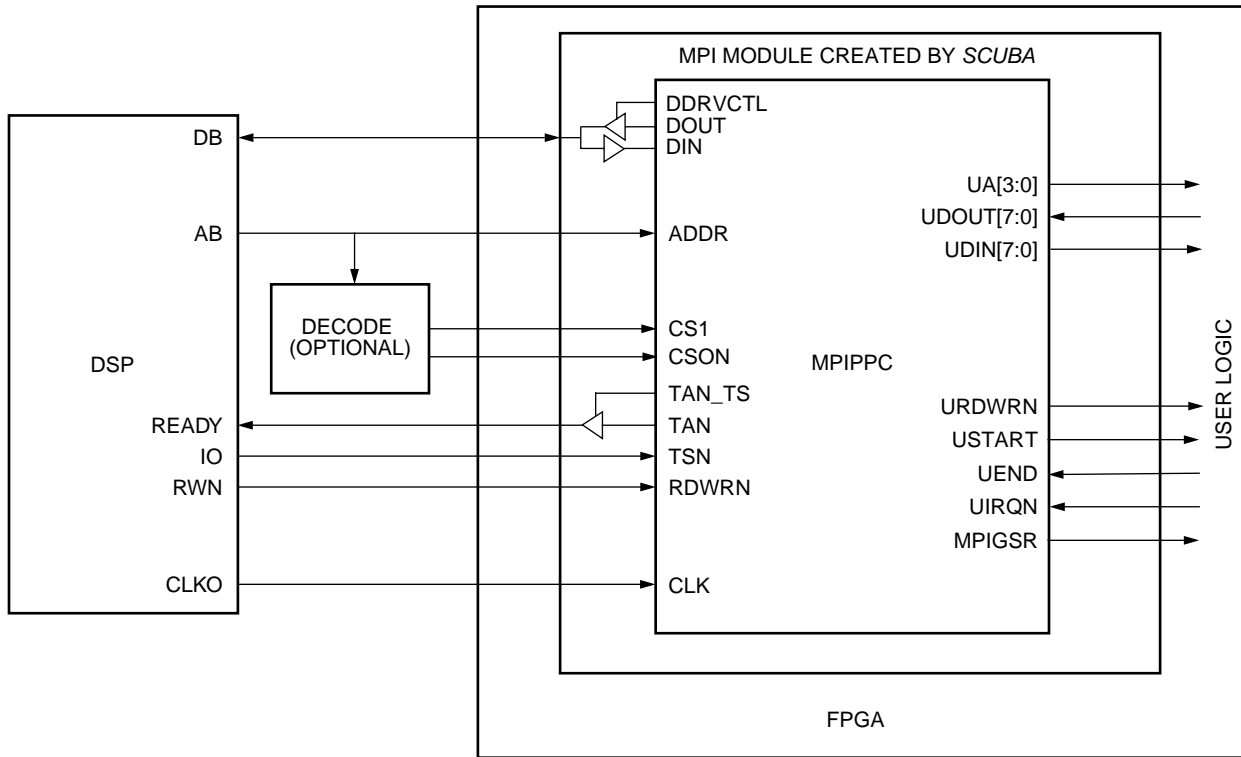 MPI MODULE CREATED BY SCUBA
DDRVCTL
DOUT
DIN
DB
AB
ADDR
UA[3:0]
UDOUT[7:0]
UDIN[7:0]
DECODE
(OPTIONAL)
CS1
CSON
DSP
MPIPPC
TAN_TS
TAN
READY
IO
TSN
RWN
RDWRN
URDWRN
USTART
UEND
UIRQN
MPIGSR
USER LOGIC
CLKO
CLK
FPGA